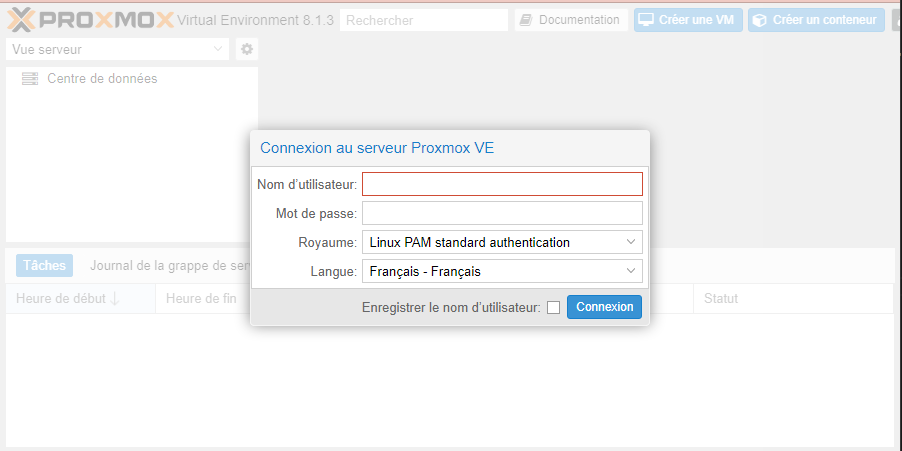 PROXMOX Virtual Environment 8.1.3 Rechercher Documentation Créer une VM Créer un conteneur
Vue serveur
Centre de données
Connexion au serveur Proxmox VE
Nom d'utilisateur:
Mot de passe:
Royaume: Linux PAM standard authentication
Langue: Français - Français
Enregistrer le nom d'utilisateur: Connexion
Tâches Journal de la grappe de ser
Heure de début Heure de fin Statut